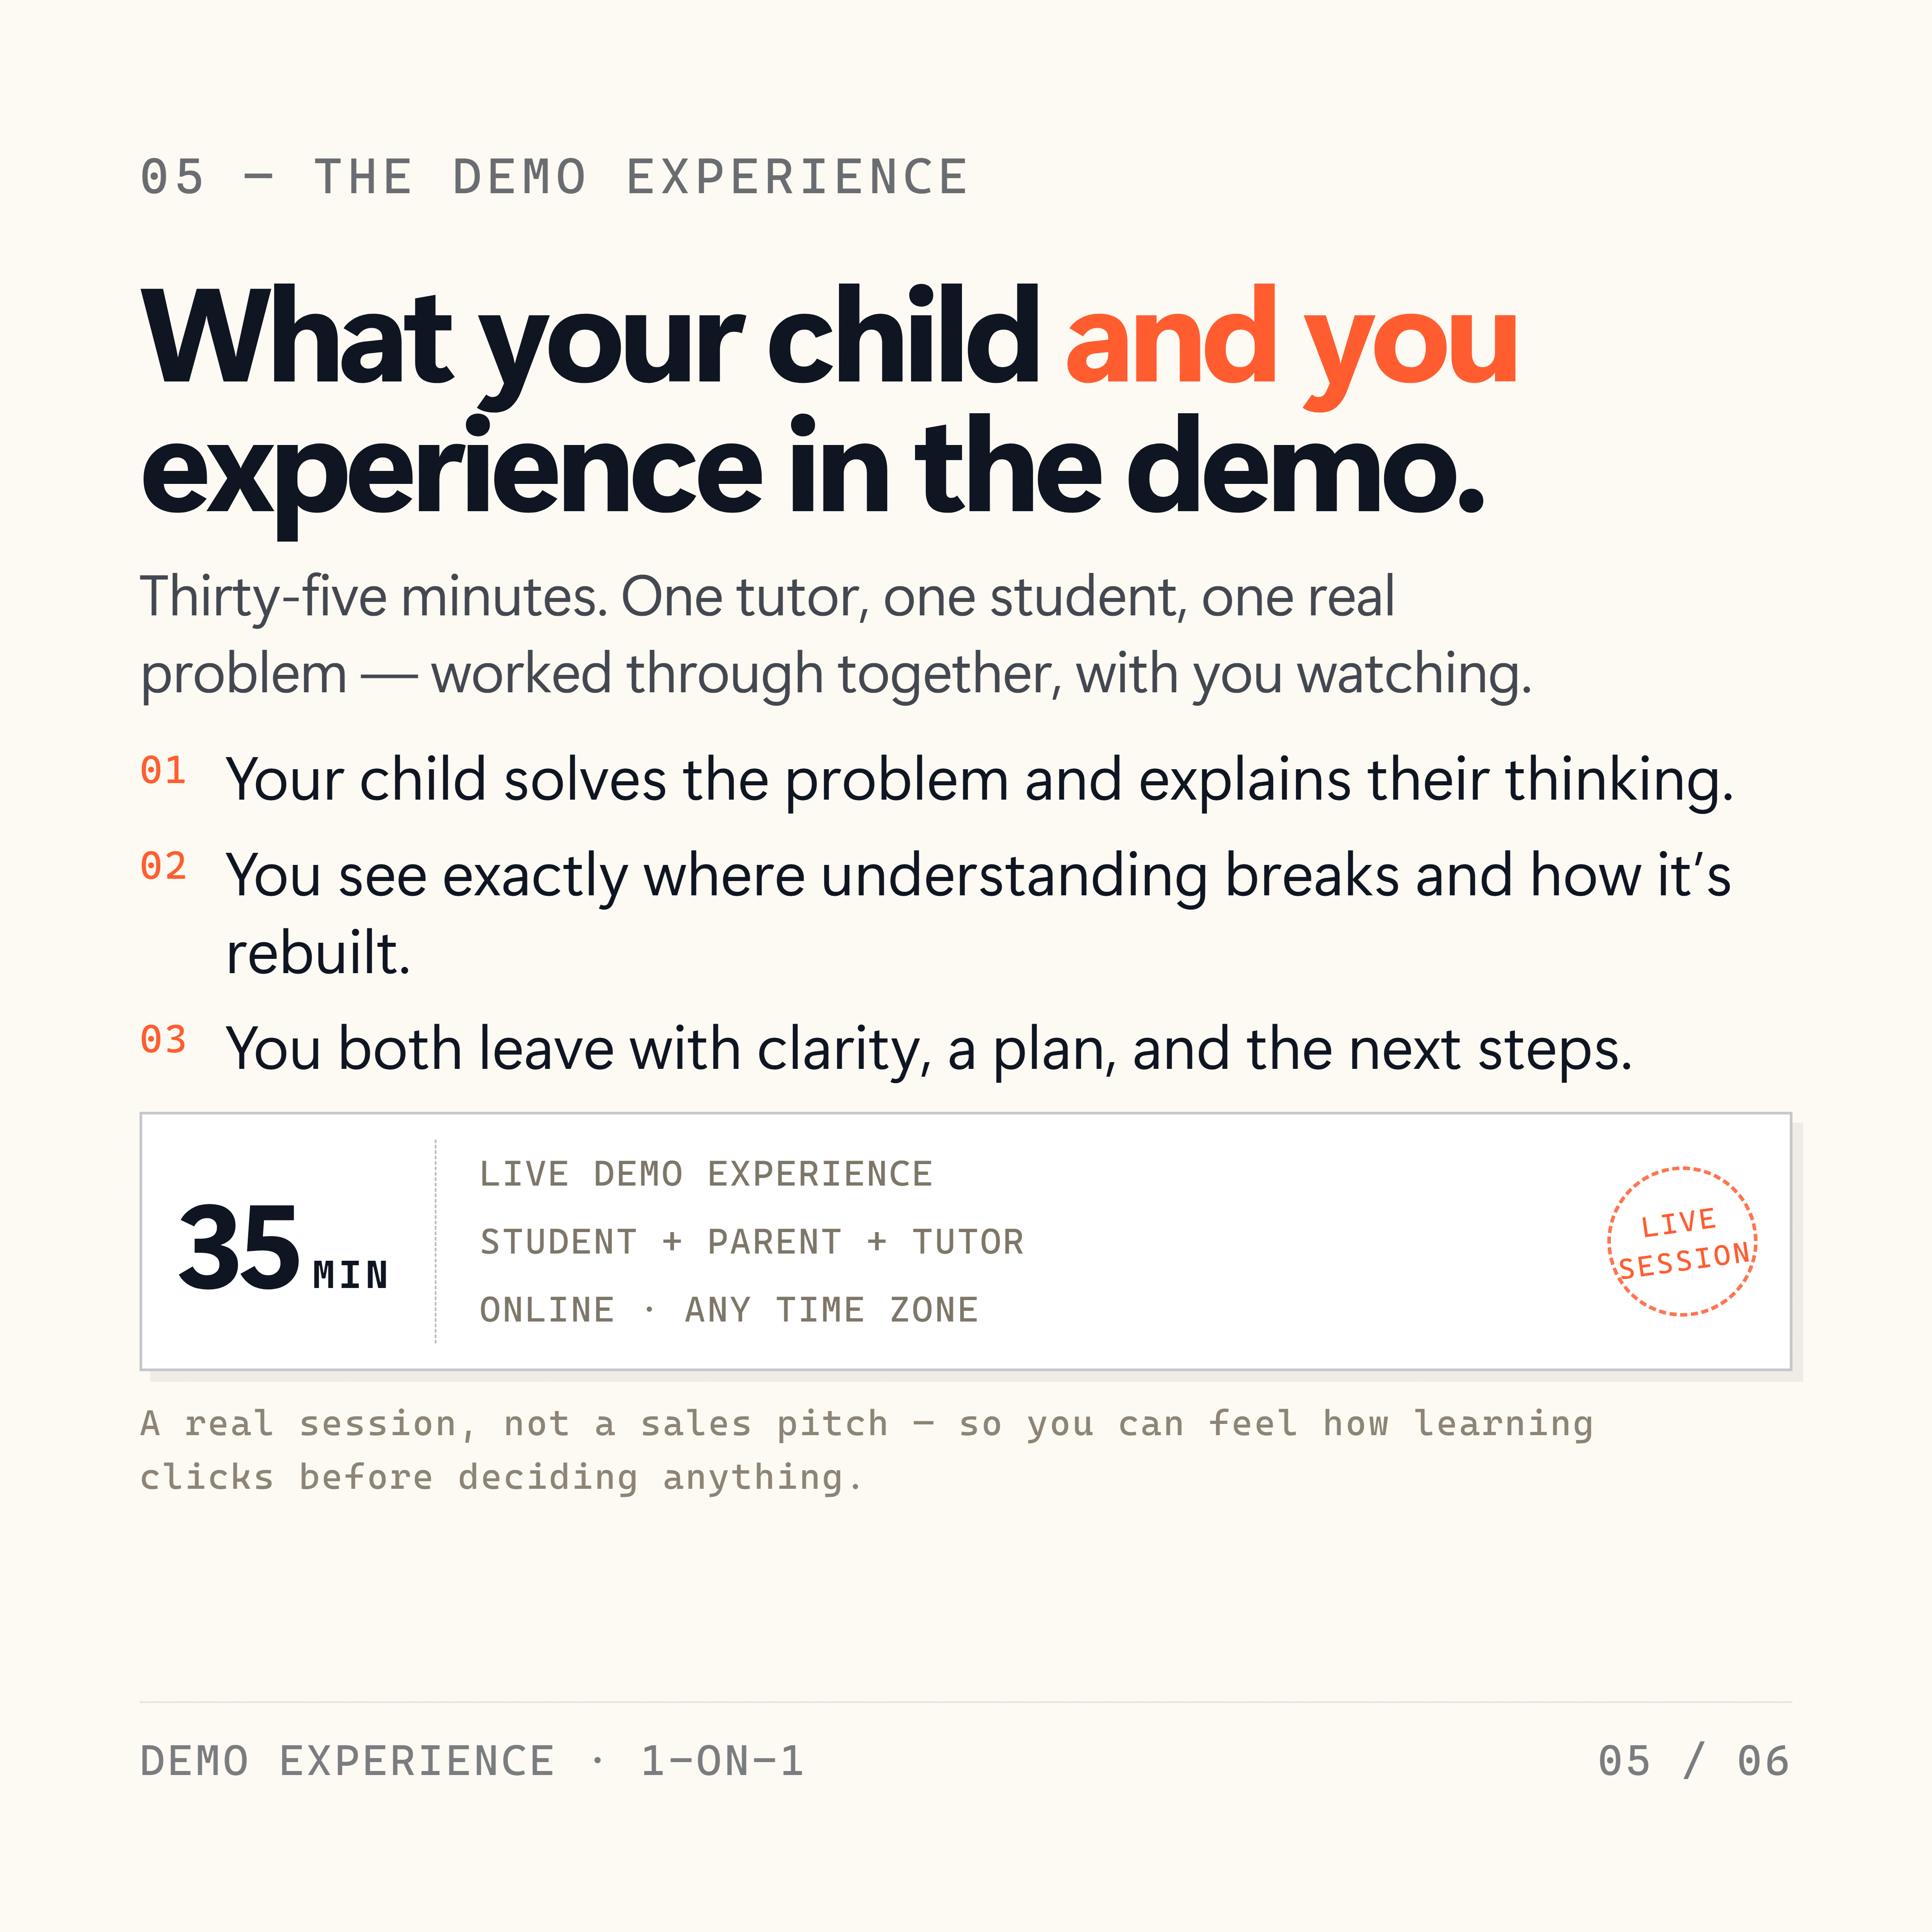 05 — THE DEMO EXPERIENCE
What your child and you
experience in the demo.
Thirty-five minutes. One tutor, one student, one real
problem — worked through together, with you watching.
01 Your child solves the problem and explains their thinking.
02 You see exactly where understanding breaks and how it’s
rebuilt.
03 You both leave with clarity, a plan, and the next steps.
35 MIN
LIVE DEMO EXPERIENCE
STUDENT + PARENT + TUTOR
ONLINE · ANY TIME ZONE
LIVE
SESSION
A real session, not a sales pitch — so you can feel how learning
clicks before deciding anything.
DEMO EXPERIENCE · 1-ON-1
05 / 06